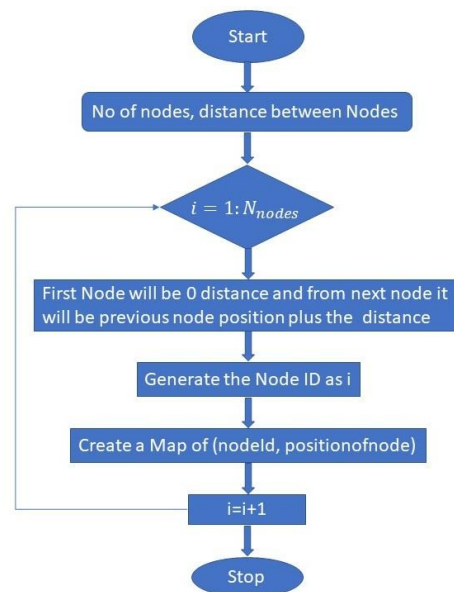 Start
No of nodes, distance between Nodes
i = 1: N_{nodes}
First Node will be 0 distance and from next node it
will be previous node position plus the distance
Generate the Node ID as i
Create a Map of (nodeId, positionofnode)
i=i+1
Stop